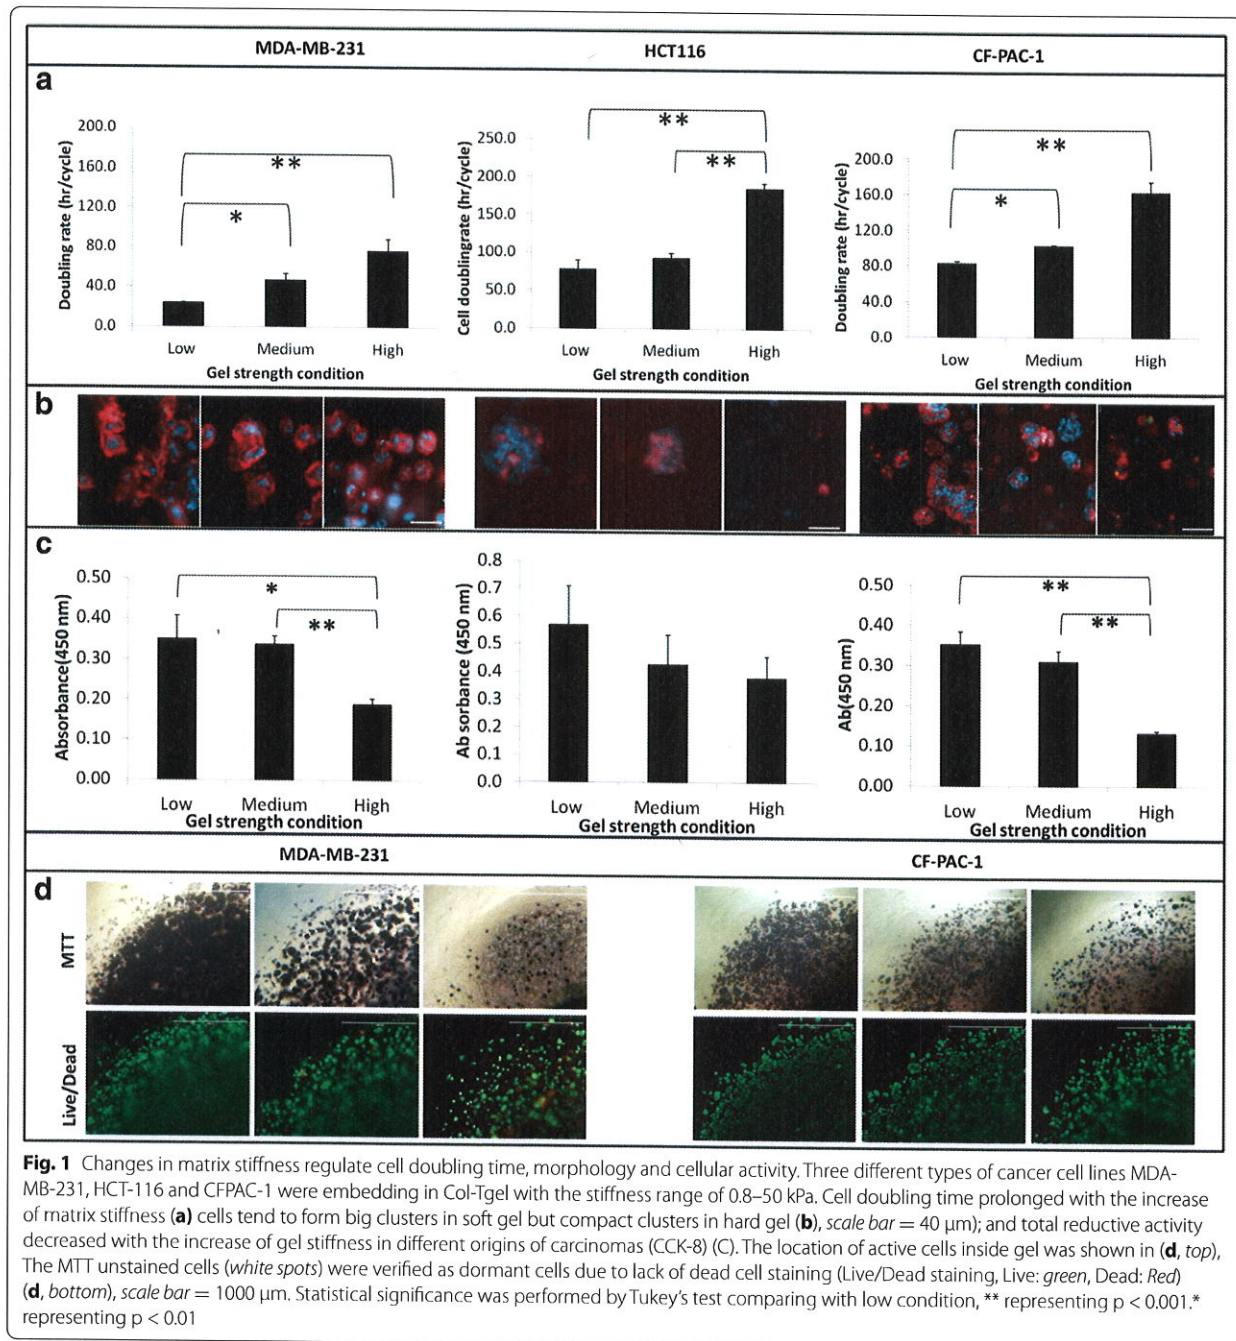 MDA-MB-231 HCT116 CF-PAC-1
a
Doubling rate (hr/cycle)
200.0
160.0
120.0
80.0
40.0
0.0
**
*
Low Medium High
Gel strength condition
Cell doublingrate (hr/cycle)
250.0
200.0
150.0
100.0
50.0
0.0
**
**
Low Medium High
Gel strength condition
Doubling rate (hr/cycle)
200.0
160.0
120.0
80.0
40.0
0.0
**
*
Low Medium High
Gel strength condition
b
c
Absorbance(450 nm)
0.50
0.40
0.30
0.20
0.10
0.00
*
**
Low Medium High
Gel strength condition
Ab sorbance (450 nm)
0.8
0.7
0.6
0.5
0.4
0.3
0.2
0.1
0.0
Low Medium High
Gel strength condition
Ab(450 nm)
0.50
0.40
0.30
0.20
0.10
0.00
**
**
Low Medium High
Gel strength condition
MDA-MB-231 CF-PAC-1
d
MTT
Live/Dead
Fig. 1 Changes in matrix stiffness regulate cell doubling time, morphology and cellular activity. Three different types of cancer cell lines MDA-
MB-231, HCT-116 and CFPAC-1 were embedding in Col-Tgel with the stiffness range of 0.8–50 kPa. Cell doubling time prolonged with the increase
of matrix stiffness (a) cells tend to form big clusters in soft gel but compact clusters in hard gel (b), scale bar = 40 μm); and total reductive activity
decreased with the increase of gel stiffness in different origins of carcinomas (CCK-8) (C). The location of active cells inside gel was shown in (d, top),
The MTT unstained cells (white spots) were verified as dormant cells due to lack of dead cell staining (Live/Dead staining, Live: green, Dead: Red)
(d, bottom), scale bar = 1000 μm. Statistical significance was performed by Tukey's test comparing with low condition, ** representing p < 0.001.*
representing p < 0.01